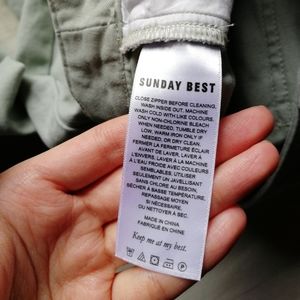 SUNDAY BEST
CLOSE ZIPPER BEFORE CLEANING,
WASH INSIDE OUT. MACHINE
WASH COLD WITH LIKE COLOURS,
ONLY NON-CHLORINE BLEACH
WHEN NEEDED, TUMBLE DRY
LOW, WARM IRON ONLY IF
NEEDED, OR DRY CLEAN.
FERMER LA FERMETURE ÉCLAIR
AVANT DE LAVER, LAVER À
L'ENVERS. LAVER À LA MACHINE
À L'EAU FROIDE AVEC COULEURS
SEMBLABLES, UTILISER
SEULEMENT UN JAVELLISANT
SANS CHLORE AU BESOIN,
SÉCHER À BASSE TEMPÉRATURE,
REPASSAGE MOYEN
SI NÉCESSAIRE,
OU NETTOYER À SEC.
MADE IN CHINA
FABRIQUÉ EN CHINE
Keep me at my best.